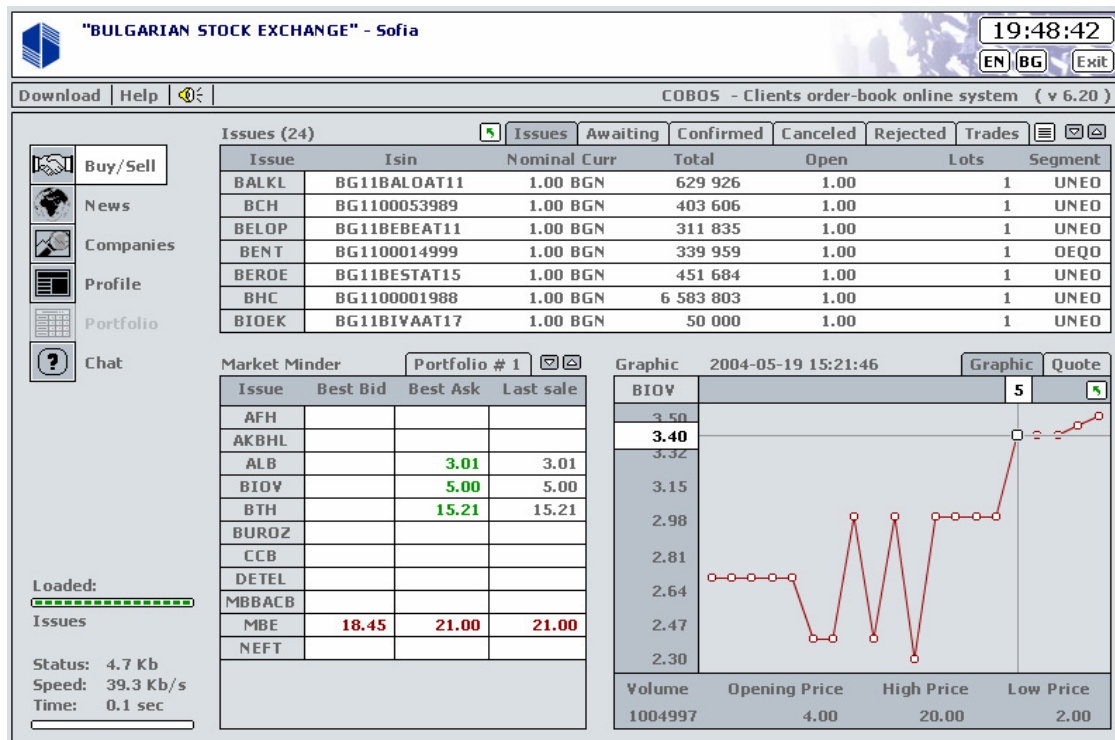 "BULGARIAN STOCK EXCHANGE" - Sofia
19:48:42
EN BG Exit
Download Help COBOS - Clients order-book online system ( v 6.20 )
Issues (24) Issues Awaiting Confirmed Canceled Rejected Trades
Buy/Sell
News
Companies
Profile
Portfolio
? Chat
Issue Isin Nominal Curr Total Open Lots Segment
BALKL BG11BALOAT11 1.00 BGN 629 926 1.00 1 UNEO
BCH BG1100053989 1.00 BGN 403 606 1.00 1 UNEO
BELOP BG11BEBEAT11 1.00 BGN 311 835 1.00 1 UNEO
BENT BG1100014999 1.00 BGN 339 959 1.00 1 OEQO
BEROE BG11BESTAT15 1.00 BGN 451 684 1.00 1 UNEO
BHC BG1100001988 1.00 BGN 6 583 803 1.00 1 UNEO
BIOEK BG11BIVAAT17 1.00 BGN 50 000 1.00 1 UNEO
Market Minder Portfolio # 1
Issue Best Bid Best Ask Last sale
AFH
AKBHL
ALB 3.01 3.01
BIOV 5.00 5.00
BTH 15.21 15.21
BUROZ
CCB
DETEL
MBBACB
MBE 18.45 21.00 21.00
NEFT
Graphic 2004-05-19 15:21:46 Graphic Quote
BIOV 5
3.50
3.40
3.32
3.15
2.98
2.81
2.64
2.47
2.30
Volume Opening Price High Price Low Price
1004997 4.00 20.00 2.00
Loaded:
Issues
Status: 4.7 Kb
Speed: 39.3 Kb/s
Time: 0.1 sec